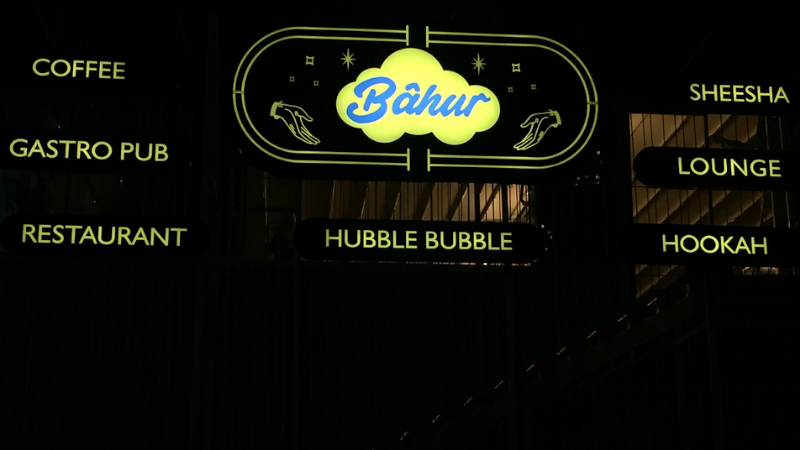 COFFEE
GASTRO PUB
RESTAURANT
Bâhur
HUBBLE BUBBLE
SHEESHA
LOUNGE
HOOKAH